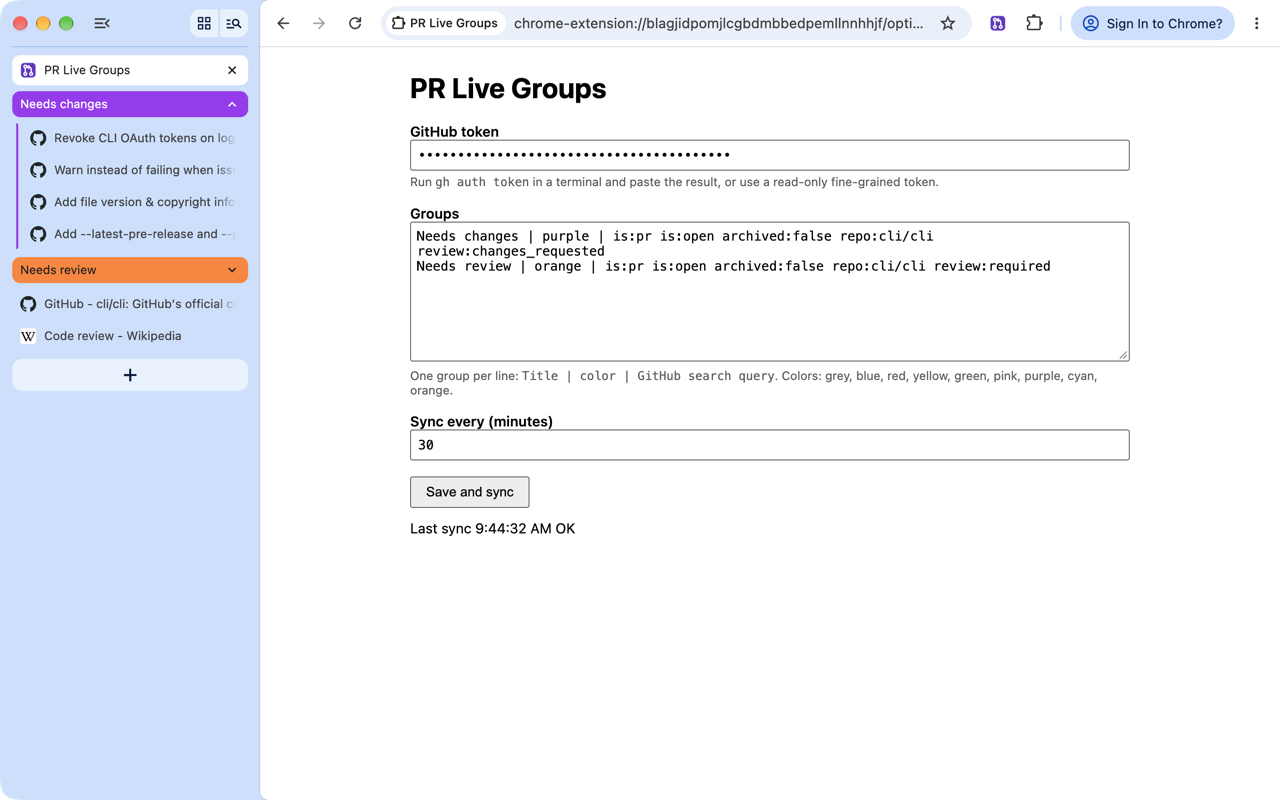 PR Live Groups
Needs changes
Revoke CLI OAuth tokens on log
Warn instead of failing when iss
Add file version & copyright info
Add --latest-pre-release and --
Needs review
GitHub - cli/cli: GitHub's official c
Code review - Wikipedia
PR Live Groups
chrome-extension://blagjidpomjlcgbdmbbedpemllnnhhjf/opti...
Sign In to Chrome?
PR Live Groups
GitHub token
Run gh auth token in a terminal and paste the result, or use a read-only fine-grained token.
Groups
Needs changes | purple | is:pr is:open archived:false repo:cli/cli
review:changes_requested
Needs review | orange | is:pr is:open archived:false repo:cli/cli review:required
One group per line: Title | color | GitHub search query. Colors: grey, blue, red, yellow, green, pink, purple, cyan,
orange.
Sync every (minutes)
30
Save and sync
Last sync 9:44:32 AM OK